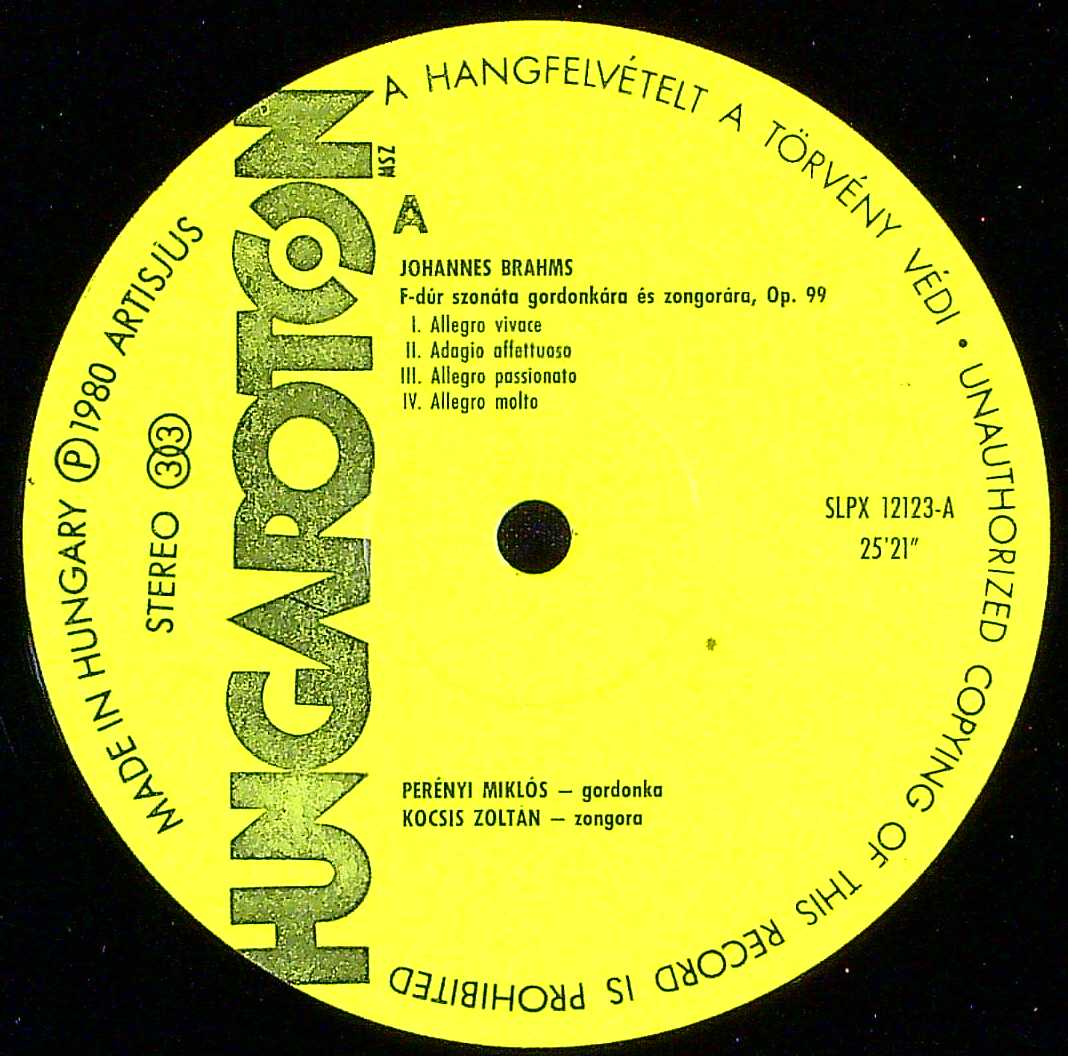 A HANGFELVÉTELT A TÖRVÉNY VÉDI • UNAUTHORIZED COPYING OF THIS RECORD IS PROHIBITED
MADE IN HUNGARY Ⓟ 1980 ARTISJUS
STEREO 33
HUNGAROTON
MSZ
A
JOHANNES BRAHMS
F-dúr szonáta gordonkára és zongorára, Op. 99
I. Allegro vivace
II. Adagio affettuoso
III. Allegro passionato
IV. Allegro molto
SLPX 12123-A
25'21"
PERÉNYI MIKLÓS — gordonka
KOCSIS ZOLTÁN — zongora